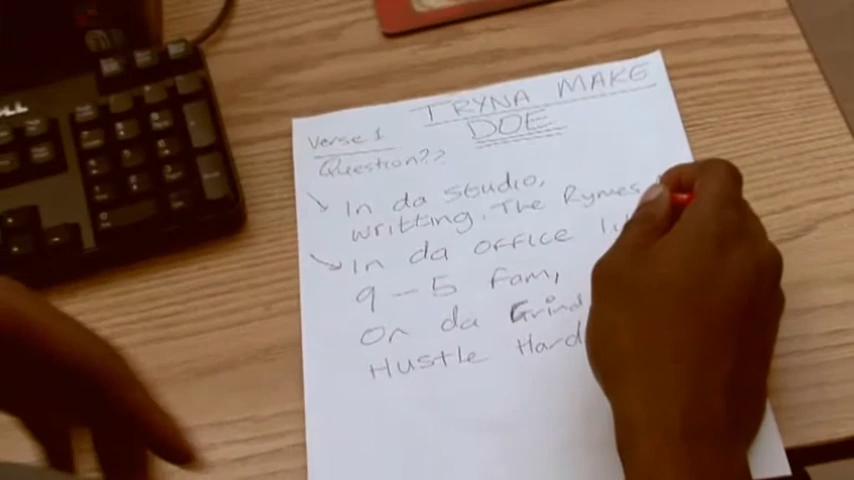 TRYNA MAKE
Verse 1
DOE
Question??
In da studio,
writting. The Rymes
In da office
9 - 5 Fam,
On da Grind
Hustle Hard